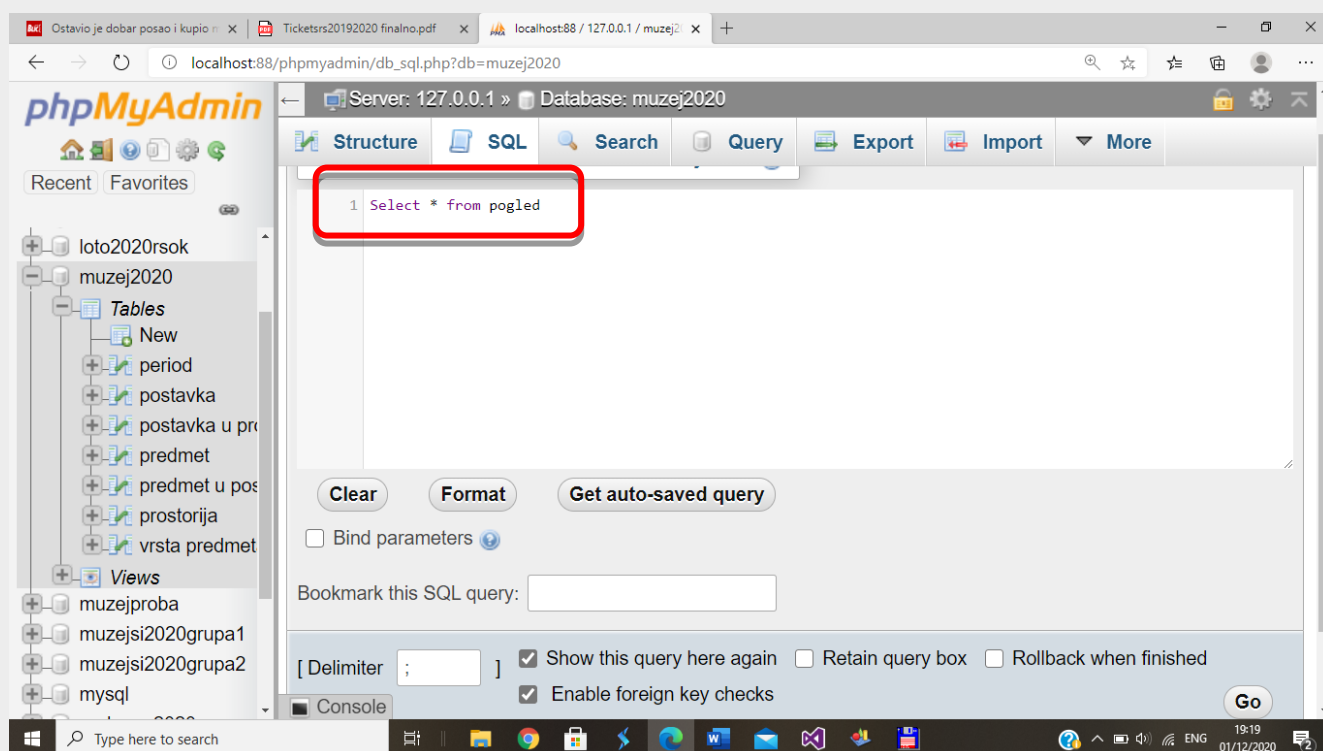 Ostavio je dobar posao i kupio m
Ticketsrs20192020 finalno.pdf
localhost:88 / 127.0.0.1 / muzej2
localhost:88/phpmyadmin/db_sql.php?db=muzej2020
phpMyAdmin
Recent Favorites
loto2020rsok
muzej2020
Tables
New
period
postavka
postavka u pro
predmet
predmet u pos
prostorija
vrsta predmet
Views
muzejproba
muzejsi2020grupa1
muzejsi2020grupa2
mysql
Server: 127.0.0.1 » Database: muzej2020
Structure SQL Search Query Export Import More
1 Select * from pogled
Clear Format Get auto-saved query
Bind parameters
Bookmark this SQL query:
[ Delimiter ; ] Show this query here again Retain query box Rollback when finished
Enable foreign key checks
Console
Go
Type here to search
ENG
19:19
01/12/2020
2